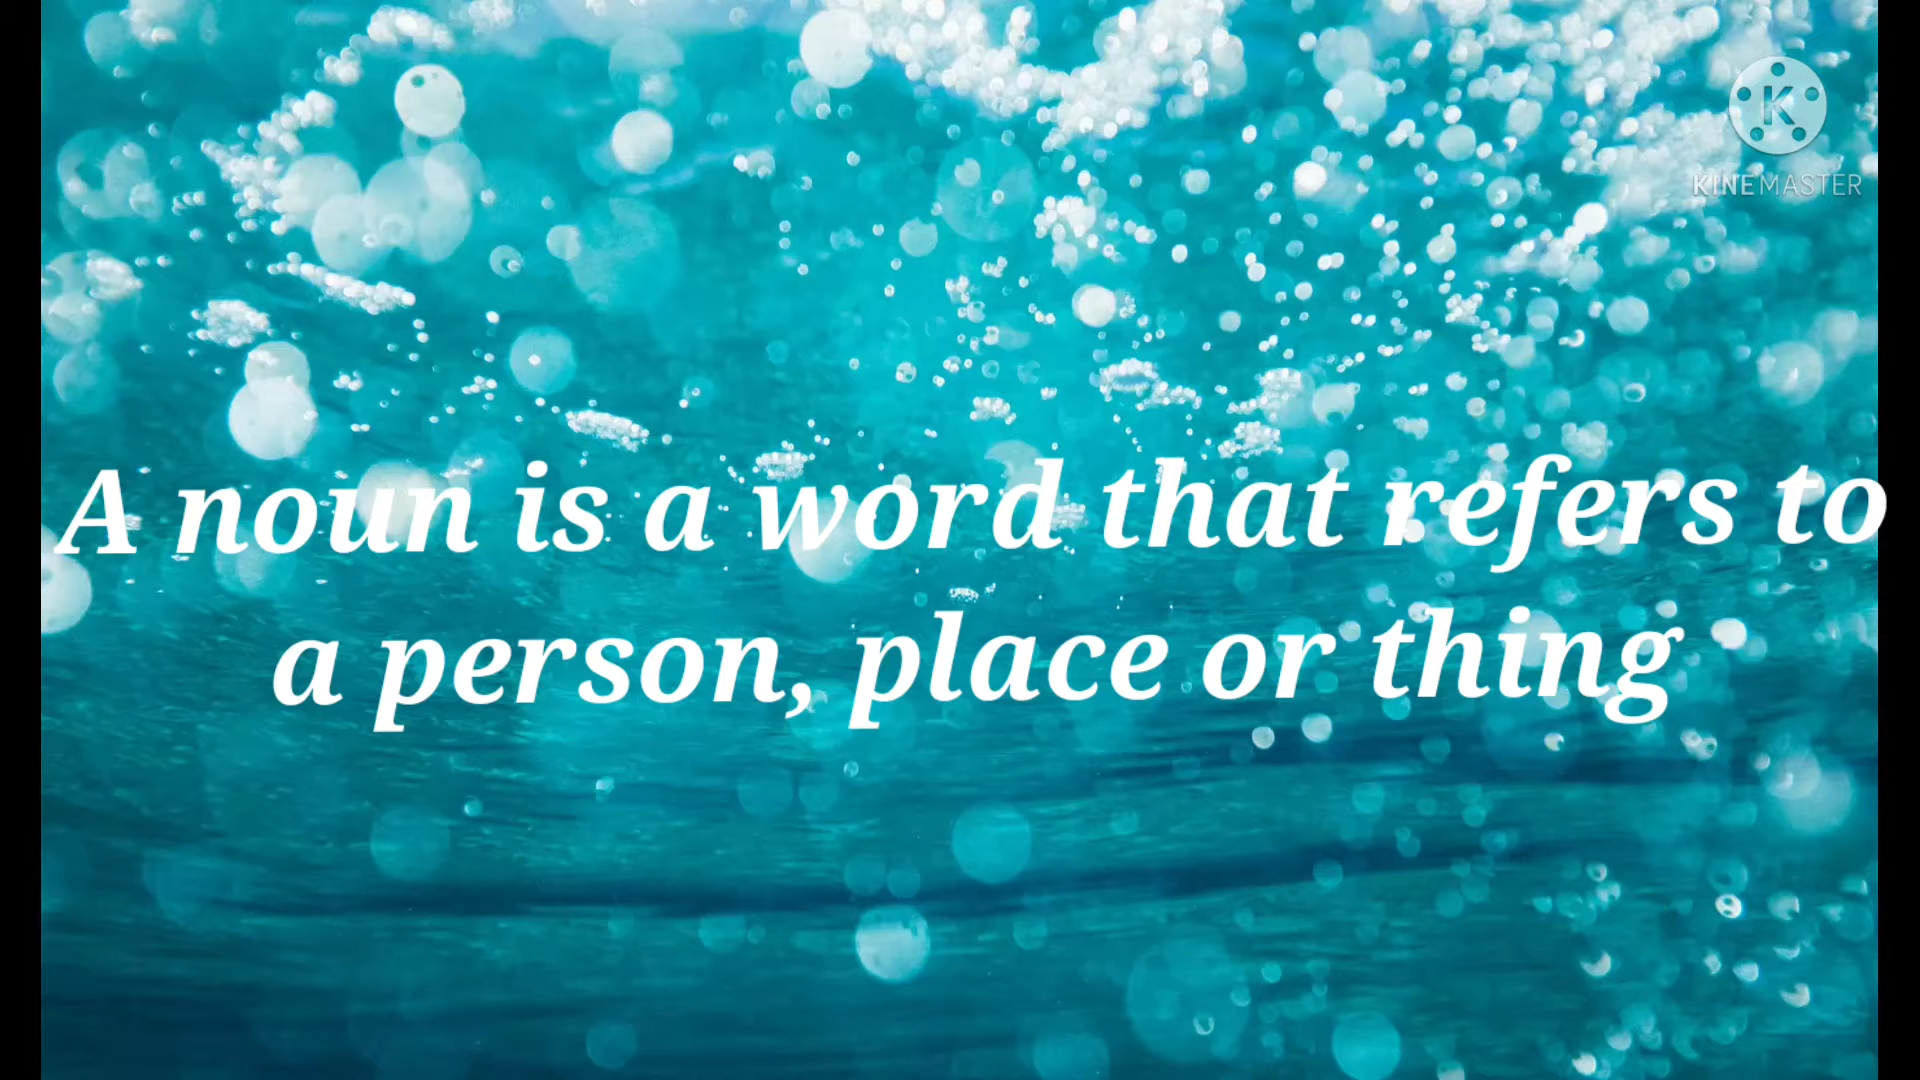 K
KINEMASTER
A noun is a word that refers to
a person, place or thing